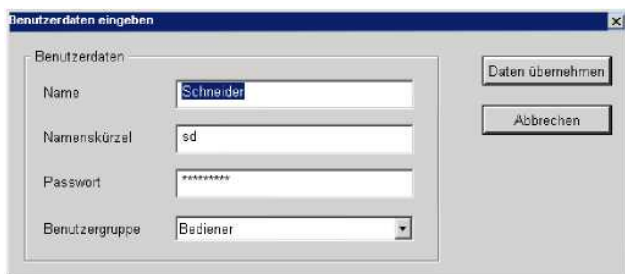 Benutzerdaten eingeben
Benutzerdaten
Name Schneider
Namenskürzel sd
Passwort *********
Benutzergruppe Bediener
Daten übernehmen
Abbrechen